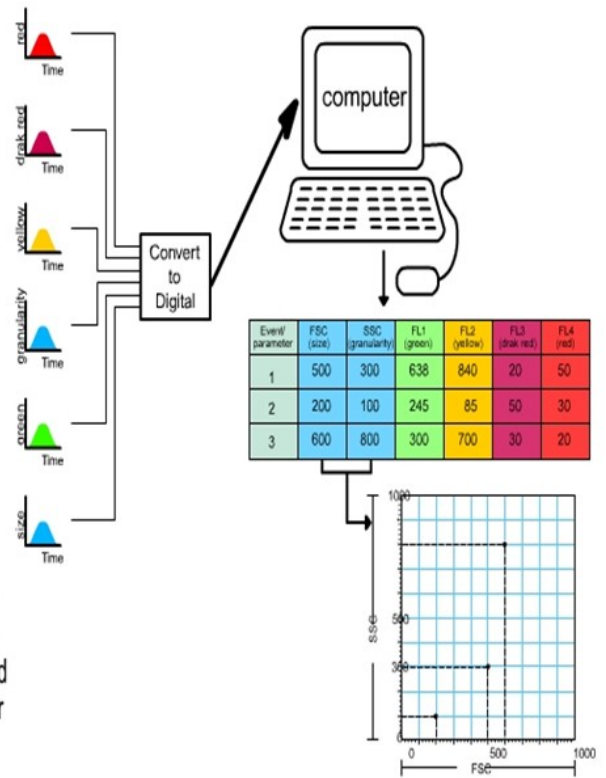 red
Time
drak red
Time
yellow
Time
granularity
Time
green
Time
size
Time
Convert
to
Digital
computer
Event/ parameter FSC (size) SSC (granularity) FL1 (green) FL2 (yellow) FL3 (drak red) FL4 (red)
1 500 300 638 840 20 50
2 200 100 245 85 50 30
3 600 800 300 700 30 20
1000
500
300
0
SSC
0 500 1000
FSC
d
r